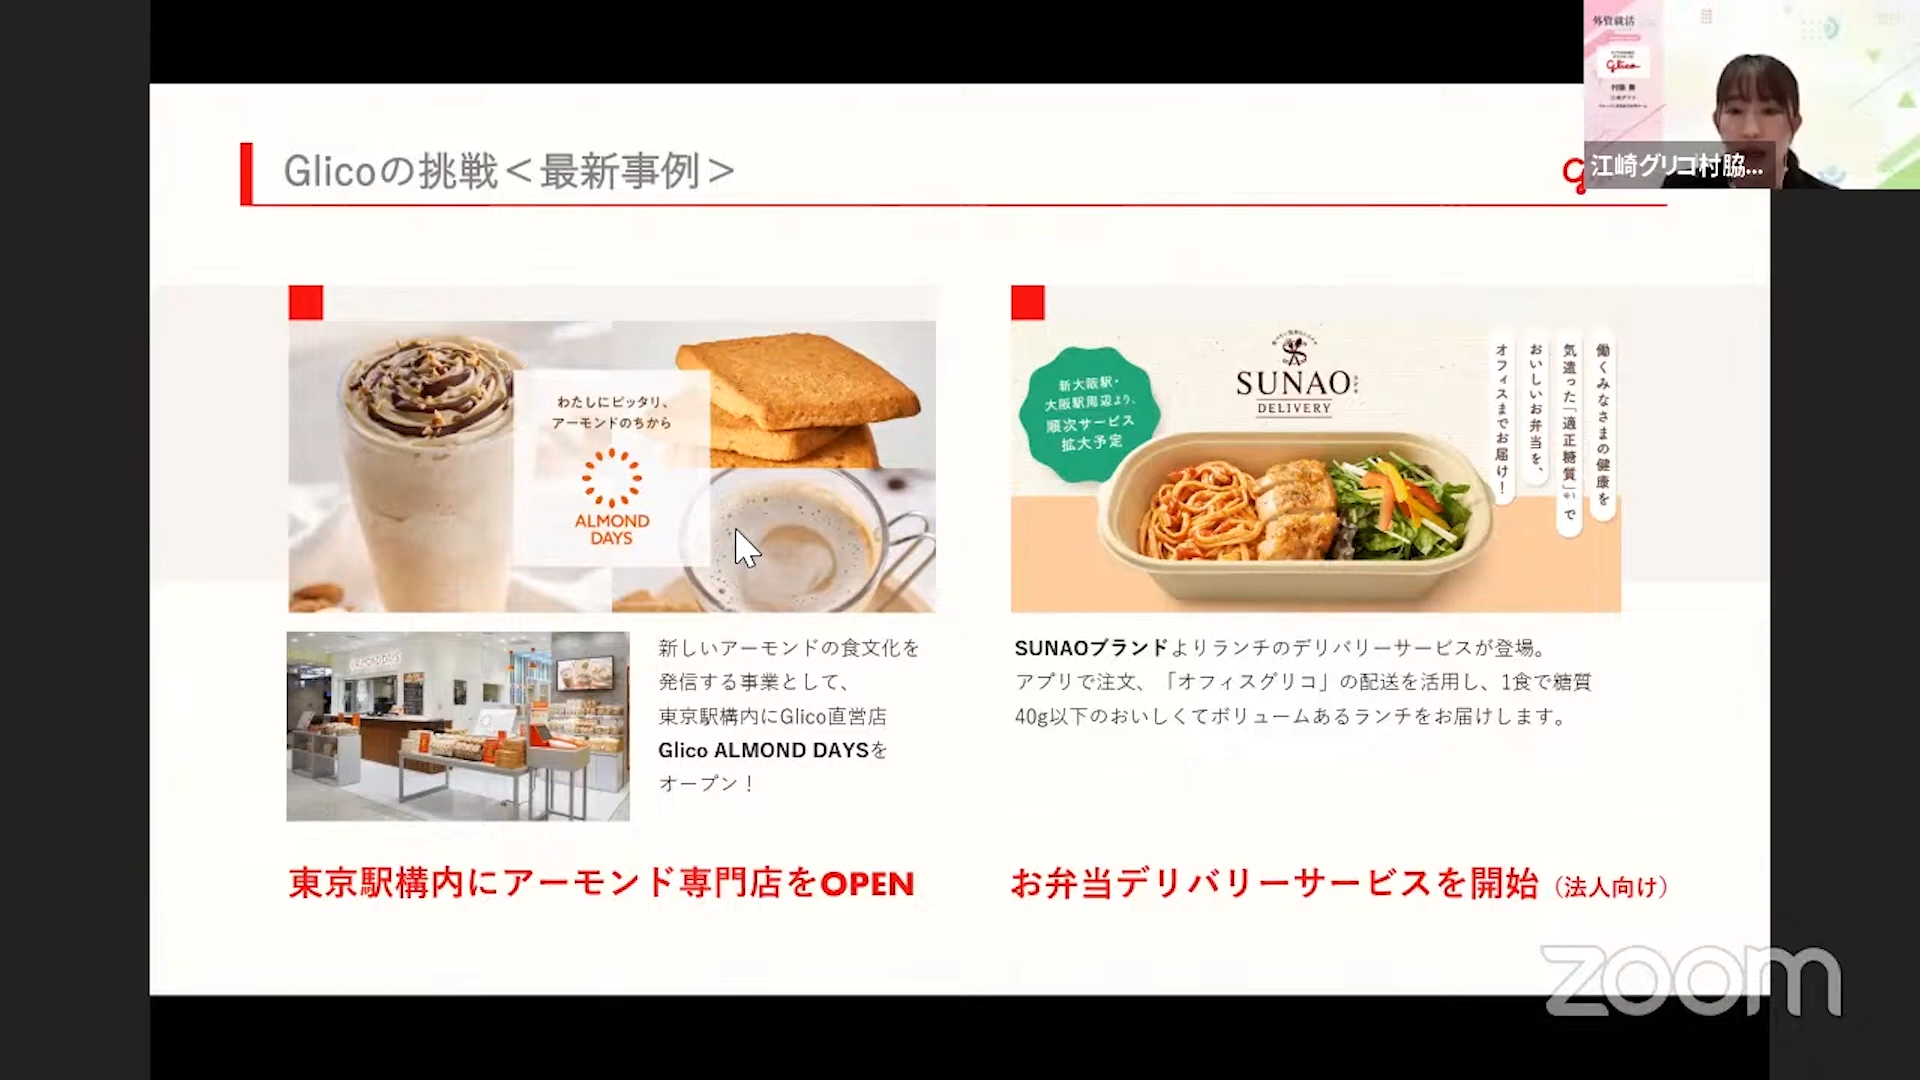 Glicoの挑戦＜最新事例＞
外資就活
Glico
江崎グリコ村脇...
わたしにピッタリ、
アーモンドのちから
ALMOND
DAYS
新大阪駅・
大阪駅周辺より、
順次サービス
拡大予定
SUNAO
DELIVERY
働くみなさまの健康を
気遣った「適正糖質」※1で
おいしいお弁当を、
オフィスまでお届け！
ALMOND DAYS
新しいアーモンドの食文化を
発信する事業として、
東京駅構内にGlico直営店
Glico ALMOND DAYSを
オープン！
SUNAOブランドよりランチのデリバリーサービスが登場。
アプリで注文、「オフィスグリコ」の配送を活用し、1食で糖質
40g以下のおいしくてボリュームあるランチをお届けします。
東京駅構内にアーモンド専門店をOPEN
お弁当デリバリーサービスを開始（法人向け）
zoom